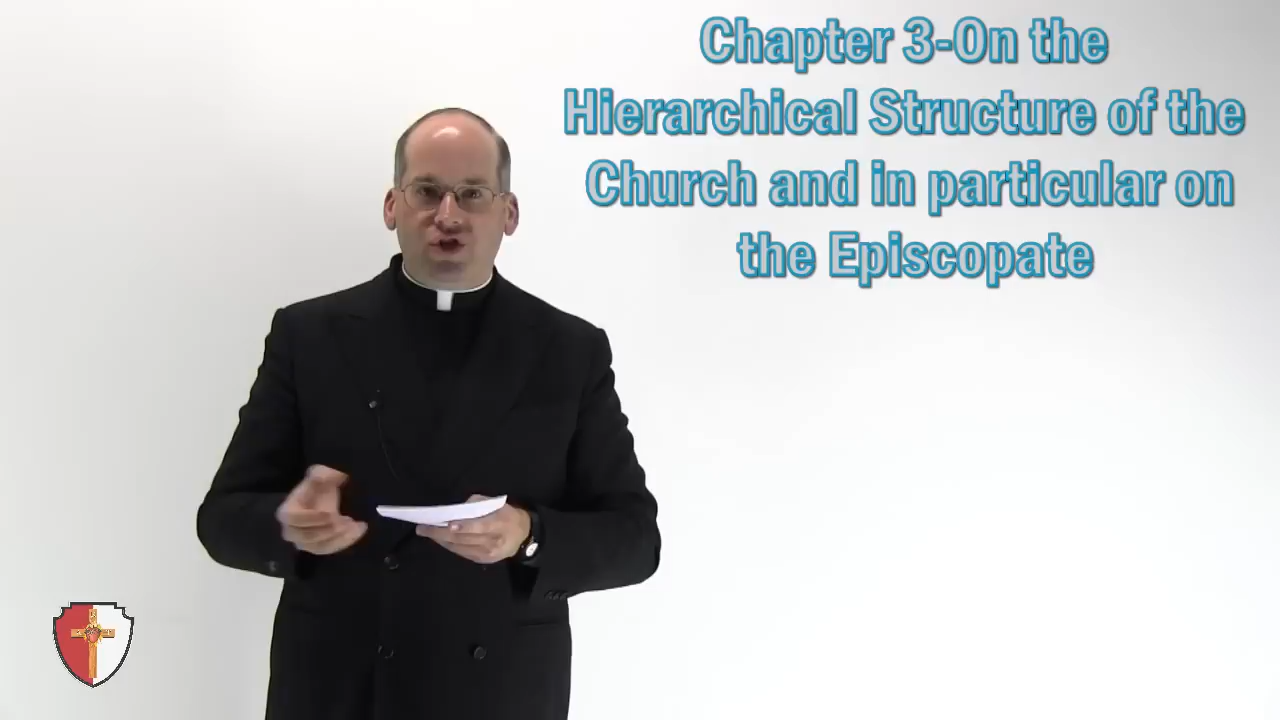 Chapter 3-On the
Hierarchical Structure of the
Church and in particular on
the Episcopate